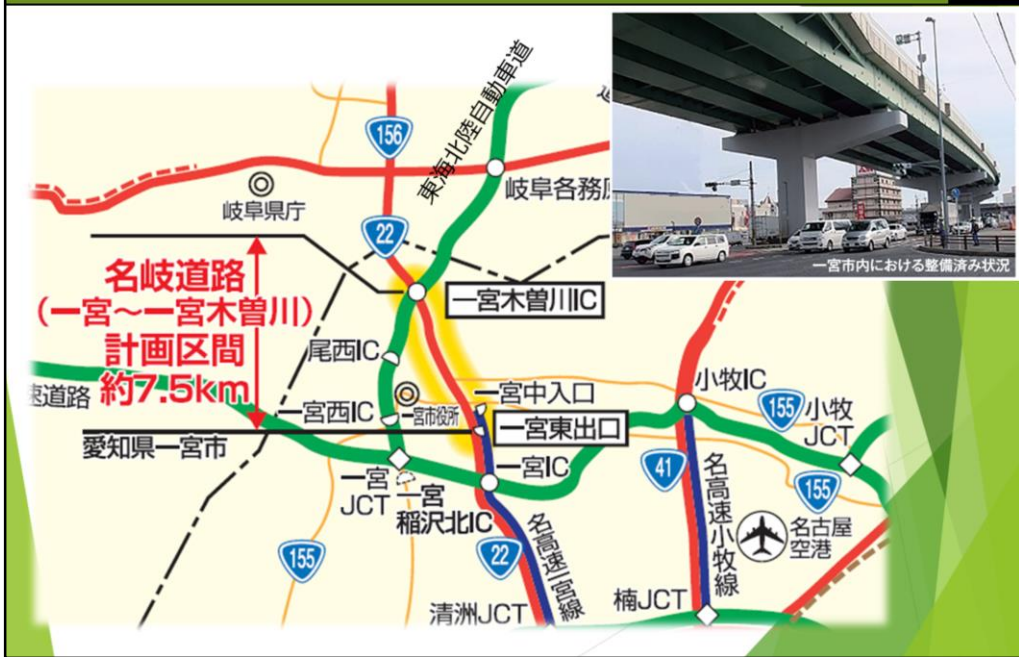 東海北陸自動車道
156
岐阜県庁
岐阜各務原
22
名岐道路
(一宮~一宮木曽川)
計画区間
約7.5km
一宮木曽川IC
尾西IC
一宮中入口
小牧IC
155
小牧
JCT
速道路
一宮西IC
一宮市役所
一宮東出口
愛知県一宮市
一宮IC
41
155
一宮
JCT
一宮
稲沢北IC
名高速小牧線
名古屋
空港
155
22
名高速一宮線
清洲JCT
楠JCT
一宮市内における整備済み状況